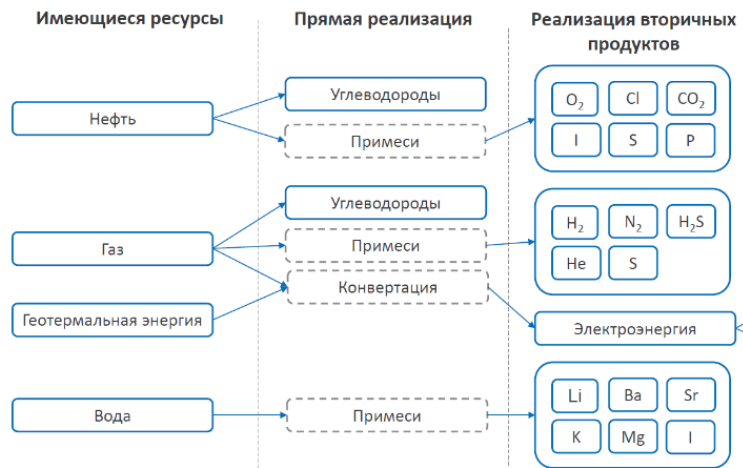 Имеющиеся ресурсы
Прямая реализация
Реализация вторичных
продуктов
Нефть
Углеводороды
Примеси
O₂ Cl CO₂
I S P
Газ
Углеводороды
Примеси
Конвертация
H₂ N₂ H₂S
He S
Геотермальная энергия
Электроэнергия
Вода
Примеси
Li Ba Sr
K Mg I